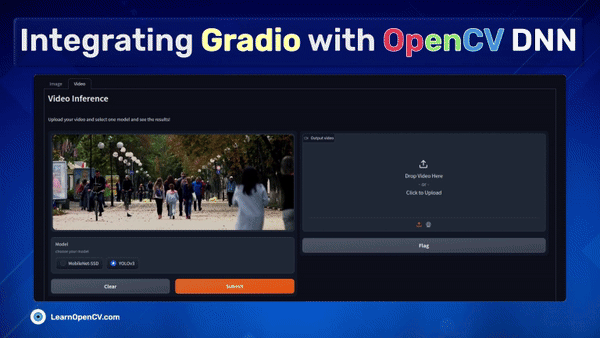 Integrating Gradio with OpenCV DNN
Image Video
Video Inference
Upload your video and select one model and see the results!
Output video
Drop Video Here
- or -
Click to Upload
Model
choose your model
MobileNet-SSD YOLOv3
Flag
Clear Submit
LearnOpenCV.com